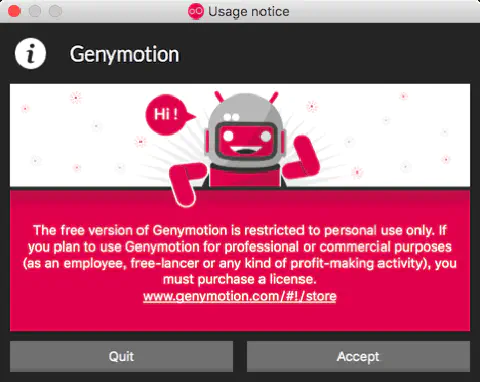 Usage notice
i
Genymotion
Hi !
The free version of Genymotion is restricted to personal use only. If
you plan to use Genymotion for professional or commercial purposes
(as an employee, free-lancer or any kind of profit-making activity), you
must purchase a license.
www.genymotion.com/#!/store
Quit
Accept